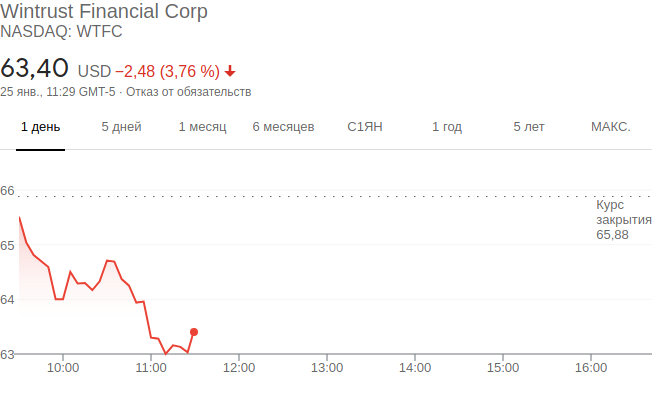 Wintrust Financial Corp
NASDAQ: WTFC
63,40 USD −2,48 (3,76 %)
25 янв., 11:29 GMT-5 · Отказ от обязательств
1 день 5 дней 1 месяц 6 месяцев С1ЯН 1 год 5 лет МАКС.
66
Курс
закрытия
65,88
65
64
63
10:00 11:00 12:00 13:00 14:00 15:00 16:00